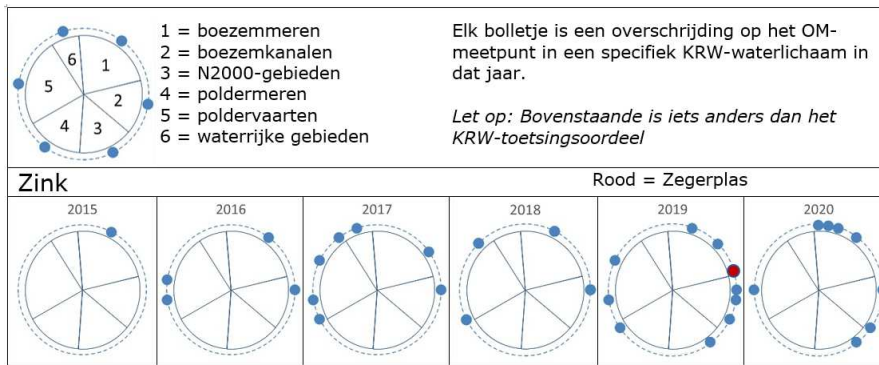 1 = boezemmeren
2 = boezemkanalen
3 = N2000-gebieden
4 = poldermeren
5 = poldervaarten
6 = waterrijke gebieden
6
1
5
2
4
3
Elk bolletje is een overschrijding op het OM-
meetpunt in een specifiek KRW-waterlichaam in
dat jaar.
Let op: Bovenstaande is iets anders dan het
KRW-toetsingsoordeel
Zink
Rood = Zegerplas
2015
2016
2017
2018
2019
2020